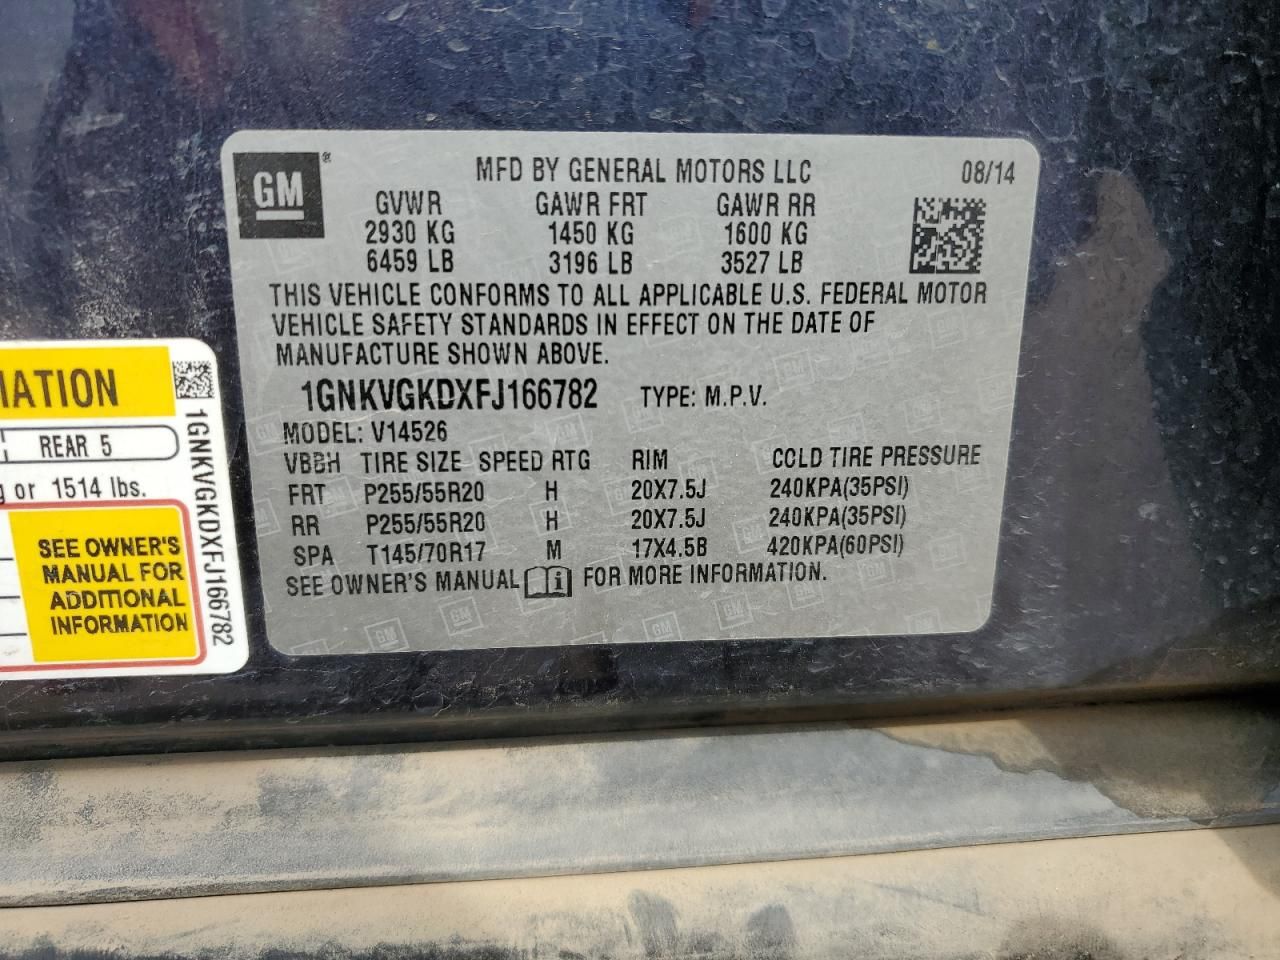 GM
®
MFD BY GENERAL MOTORS LLC 08/14
GVWR GAWR FRT GAWR RR
2930 KG 1450 KG 1600 KG
6459 LB 3196 LB 3527 LB
THIS VEHICLE CONFORMS TO ALL APPLICABLE U.S. FEDERAL MOTOR
VEHICLE SAFETY STANDARDS IN EFFECT ON THE DATE OF
MANUFACTURE SHOWN ABOVE.
1GNKVGKDXFJ166782 TYPE: M.P.V.
MODEL: V14526
VBBH TIRE SIZE SPEED RTG RIM COLD TIRE PRESSURE
FRT P255/55R20 H 20X7.5J 240KPA(35PSI)
RR P255/55R20 H 20X7.5J 240KPA(35PSI)
SPA T145/70R17 M 17X4.5B 420KPA(60PSI)
SEE OWNER'S MANUAL i FOR MORE INFORMATION.
MATION
REAR 5
g or 1514 lbs.
SEE OWNER'S
MANUAL FOR
ADDITIONAL
INFORMATION
1GNKVGKDXFJ166782